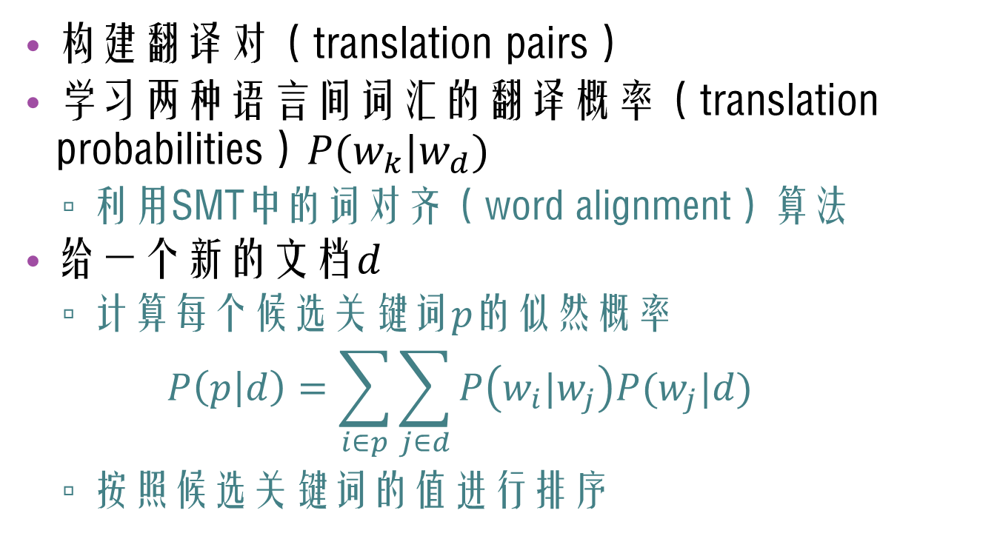 • 构建翻译对（translation pairs）
• 学习两种语言间词汇的翻译概率（translation
probabilities）P(w_k|w_d)
▫ 利用SMT中的词对齐（word alignment）算法
• 给一个新的文档d
▫ 计算每个候选关键词p的似然概率
P(p|d) = ∑_{i∈p} ∑_{j∈d} P(w_i|w_j)P(w_j|d)
▫ 按照候选关键词的值进行排序